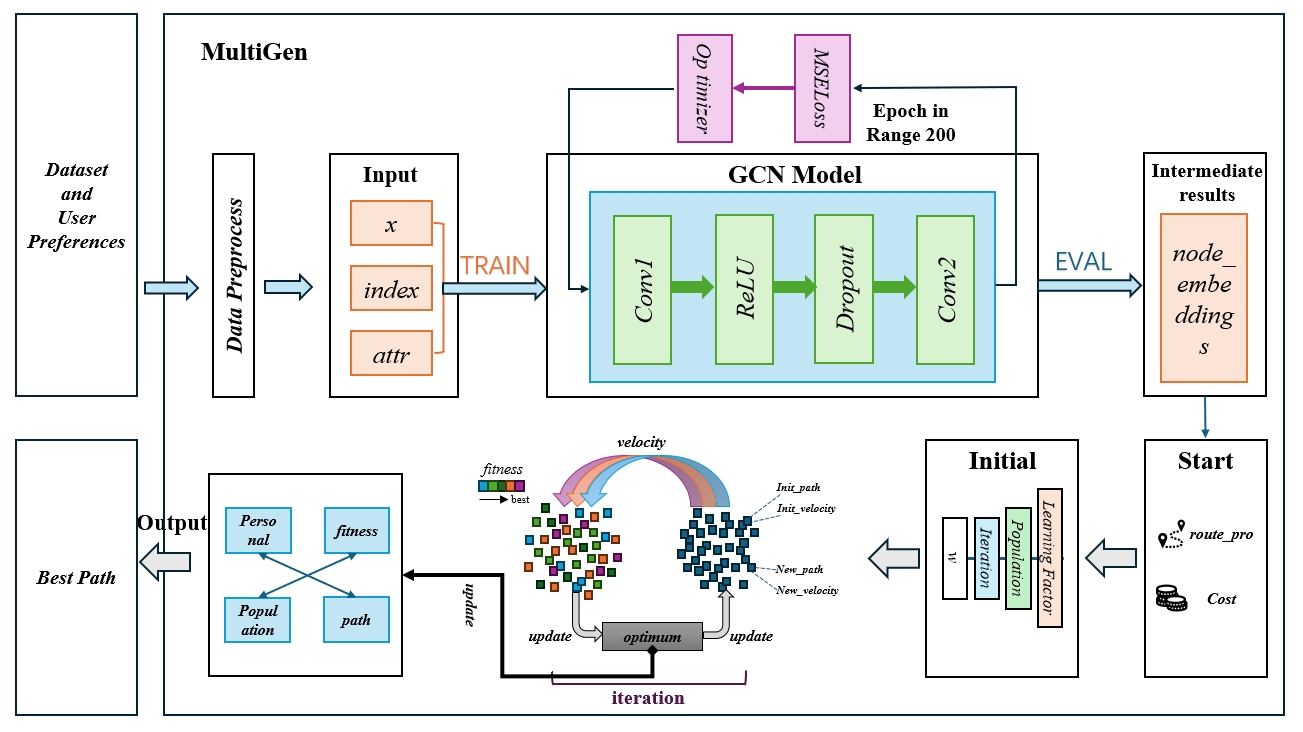 MultiGen
Dataset
and
User
Preferences
Data Preprocess
Input
x
index
attr
TRAIN
Op timizer
MSELoss
Epoch in
Range 200
GCN Model
Conv1
ReLU
Dropout
Conv2
EVAL
Intermediate
results
node_
embe
dding
s
Start
route_pro
Cost
Initial
w
Iteration
Population
Learning Factor
velocity
fitness
best
Init_path
Init_velocity
New_path
New_velocity
update
optimum
update
iteration
update
Perso
nal
fitness
Popul
ation
path
Output
Best Path